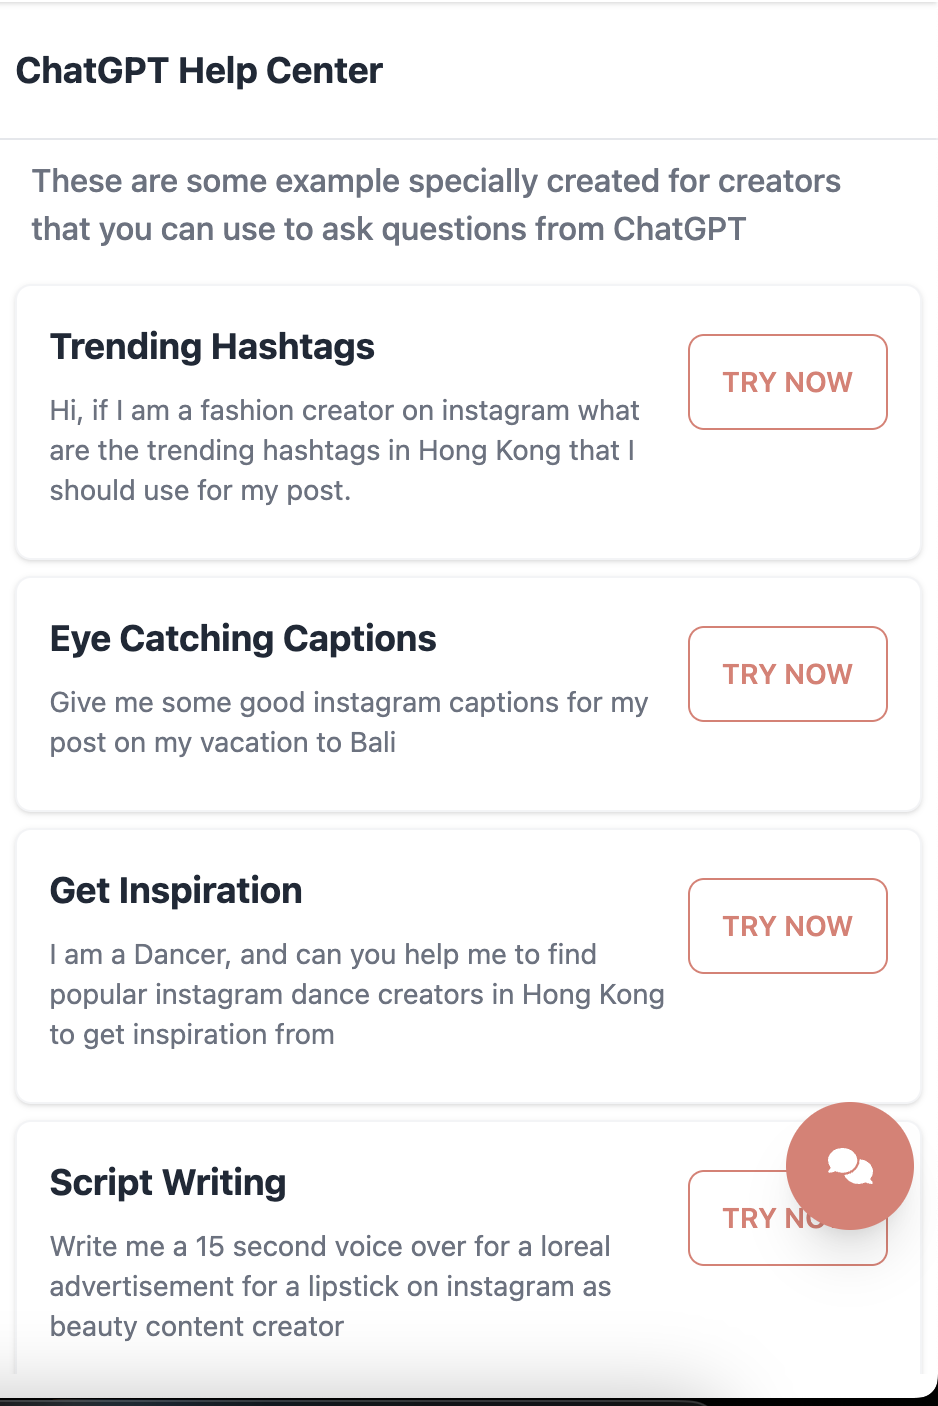 ChatGPT Help Center
These are some example specially created for creators
that you can use to ask questions from ChatGPT
Trending Hashtags
TRY NOW
Hi, if I am a fashion creator on instagram what
are the trending hashtags in Hong Kong that I
should use for my post.
Eye Catching Captions
TRY NOW
Give me some good instagram captions for my
post on my vacation to Bali
Get Inspiration
TRY NOW
I am a Dancer, and can you help me to find
popular instagram dance creators in Hong Kong
to get inspiration from
Script Writing
TRY
Write me a 15 second voice over for a loreal
advertisement for a lipstick on instagram as
beauty content creator